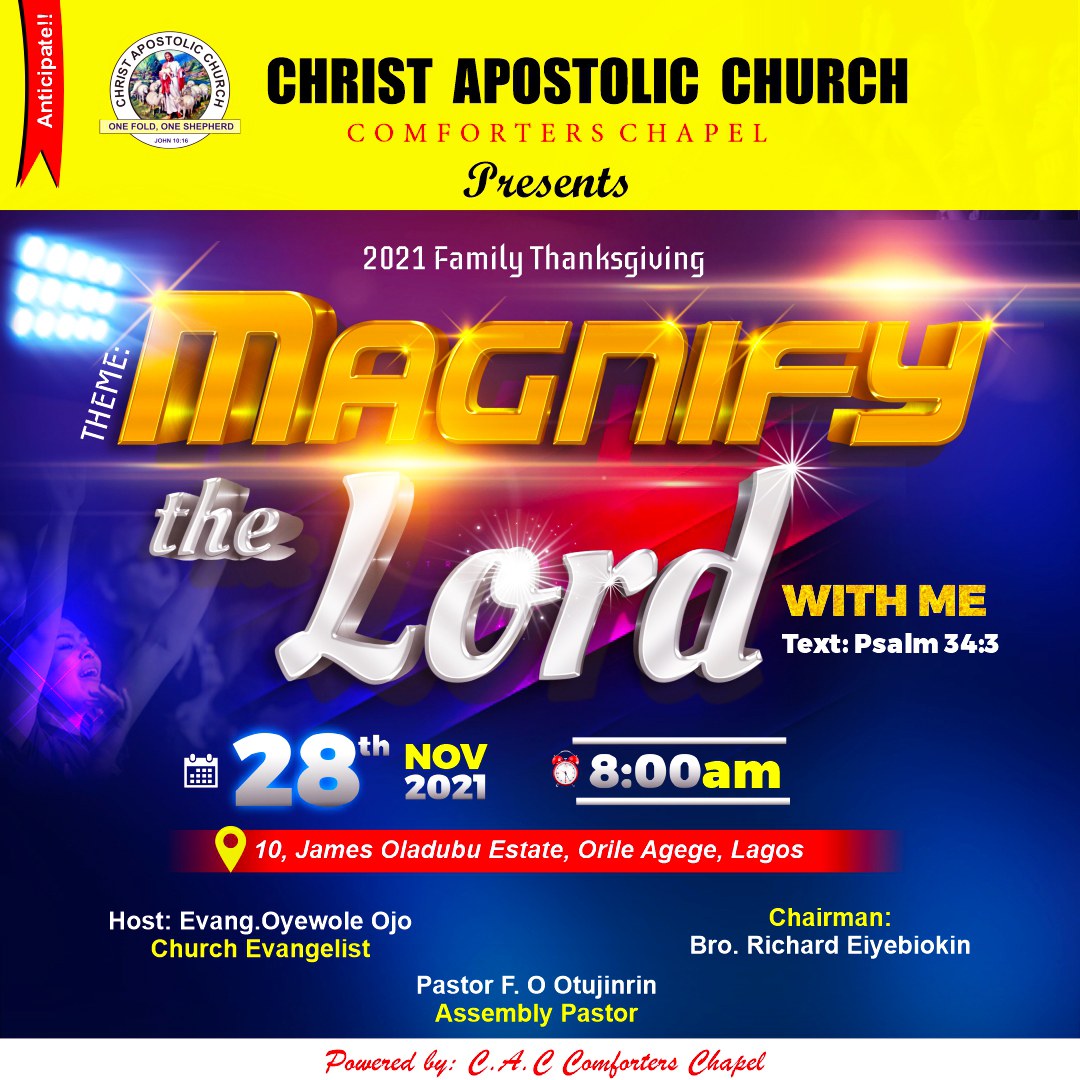 Anticipate!!
CHRIST APOSTOLIC CHURCH
ONE FOLD, ONE SHEPHERD
JOHN 10:16
CHRIST APOSTOLIC CHURCH
COMFORTERS CHAPEL
Presents
2021 Family Thanksgiving
THEME:
MAGNIFY
the Lord
WITH ME
Text: Psalm 34:3
28th NOV 2021
8:00am
10, James Oladubu Estate, Orile Agege, Lagos
Host: Evang.Oyewole Ojo
Church Evangelist
Chairman:
Bro. Richard Eiyebiokin
Pastor F. O Otujinrin
Assembly Pastor
Powered by: C.A.C Comforters Chapel